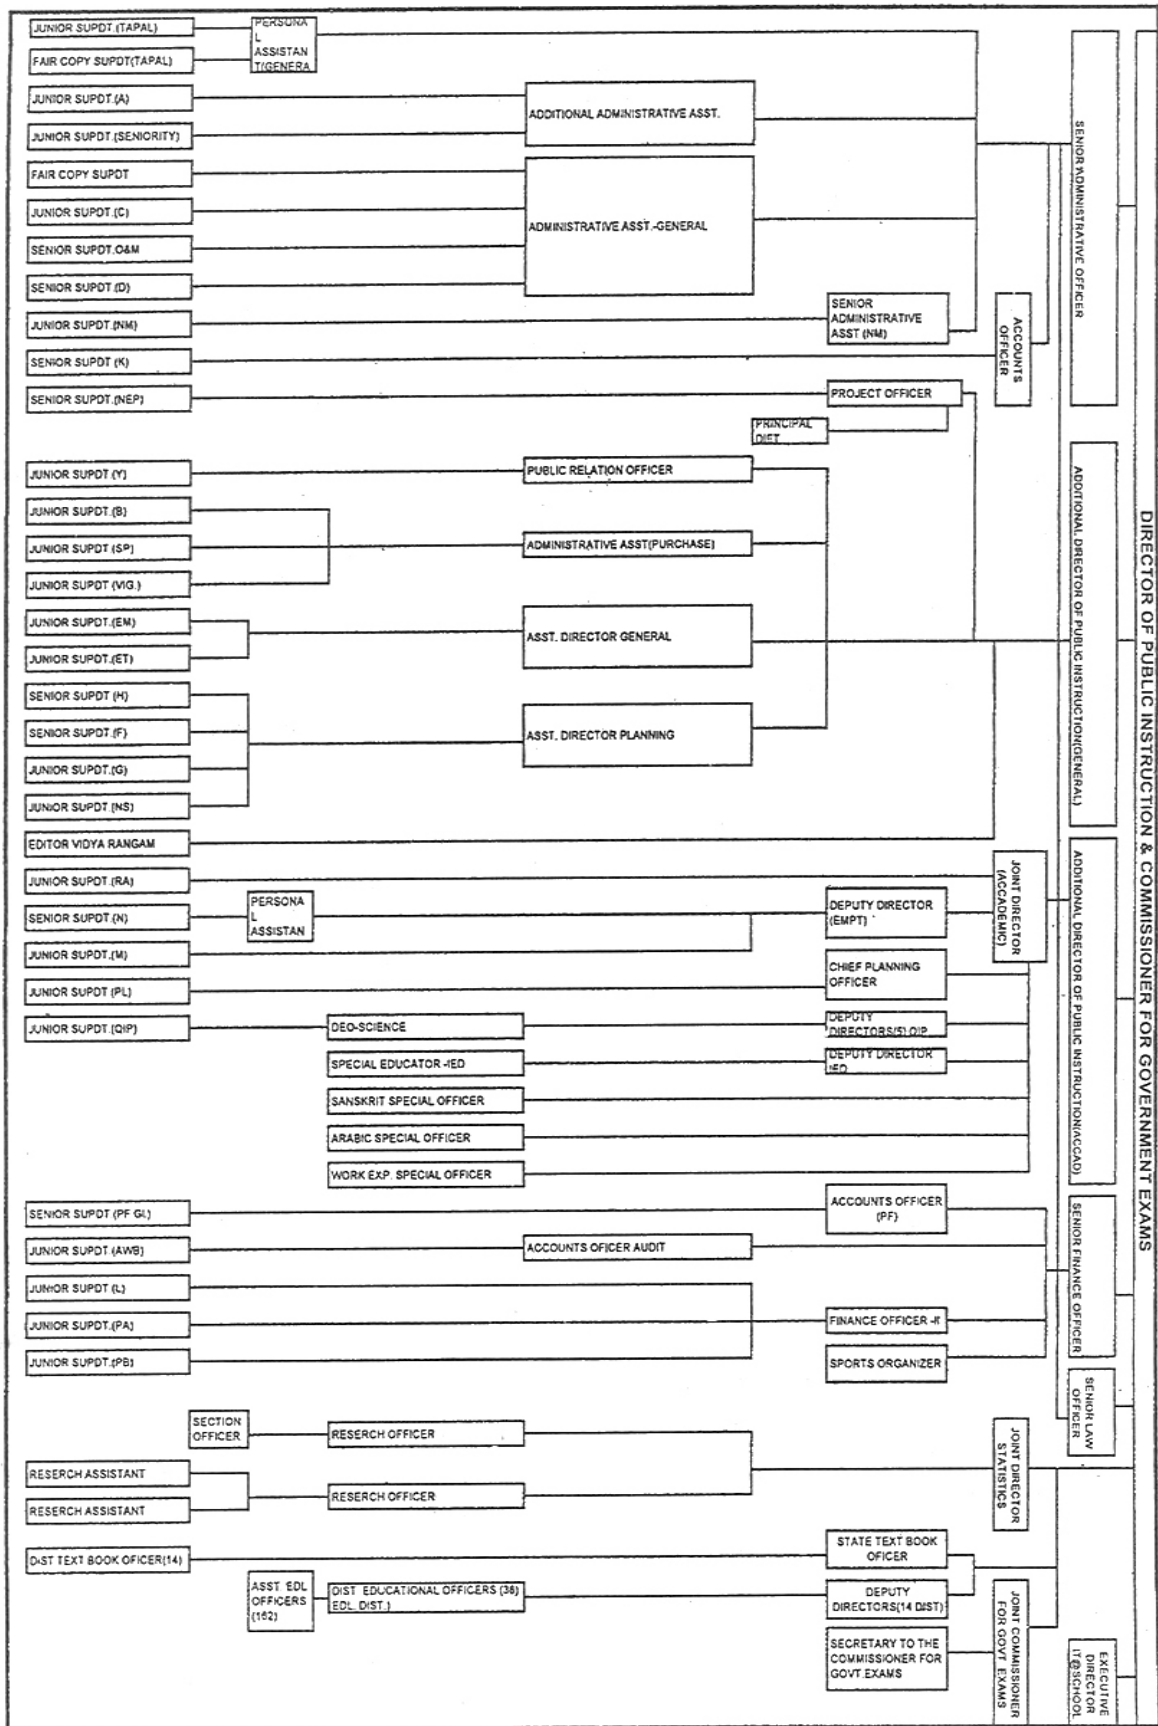 DIRECTOR OF PUBLIC INSTRUCTION & COMMISSIONER FOR GOVERNMENT EXAMS
SENIOR ADMINISTRATIVE OFFICER
ADDITIONAL DIRECTOR OF PUBLIC INSTRUCTION(GENERAL)
ADDITIONAL DIRECTOR OF PUBLIC INSTRUCTION(ACCAD)
SENIOR FINANCE OFFICER
SENIOR LAW
OFFICER
EXECUTIVE
DIRECTOR
IT@SCHOOL
ACCOUNTS
OFFICER
JOINT DIRECTOR
(ACCADEMIC)
JOINT DIRECTOR
STATISTICS
JOINT COMMISSIONER
FOR GOVT. EXAMS
JUNIOR SUPDT.(TAPAL)
PERSONA
L
ASSISTAN
T/GENERA
FAIR COPY SUPDT(TAPAL)
JUNIOR SUPDT.(A)
ADDITIONAL ADMINISTRATIVE ASST.
JUNIOR SUPDT.(SENIORITY)
FAIR COPY SUPDT
JUNIOR SUPDT.(C)
ADMINISTRATIVE ASST.-GENERAL
SENIOR SUPDT.O&M
SENIOR SUPDT.(D)
JUNIOR SUPDT.(NM)
SENIOR
ADMINISTRATIVE
ASST (NM)
SENIOR SUPDT (K)
SENIOR SUPDT.(NEP)
PROJECT OFFICER
PRINCIPAL
DIET
JUNIOR SUPDT (Y)
PUBLIC RELATION OFFICER
JUNIOR SUPDT.(B)
JUNIOR SUPDT (SP)
ADMINISTRATIVE ASST(PURCHASE)
JUNIOR SUPDT (VIG.)
JUNIOR SUPDT.(EM)
ASST. DIRECTOR GENERAL
JUNIOR SUPDT.(ET)
SENIOR SUPDT (H)
SENIOR SUPDT.(F)
ASST. DIRECTOR PLANNING
JUNIOR SUPDT.(G)
JUNIOR SUPDT.(NS)
EDITOR VIDYA RANGAM
JUNIOR SUPDT.(RA)
SENIOR SUPDT.(N)
PERSONA
L
ASSISTAN
DEPUTY DIRECTOR
(EMPT)
JUNIOR SUPDT.(M)
JUNIOR SUPDT (PL)
CHIEF PLANNING
OFFICER
JUNIOR SUPDT.(QIP)
DEO-SCIENCE
DEPUTY
DIRECTORS(5) QIP
SPECIAL EDUCATOR -IED
DEPUTY DIRECTOR
IED
SANSKRIT SPECIAL OFFICER
ARABIC SPECIAL OFFICER
WORK EXP. SPECIAL OFFICER
SENIOR SUPDT (PF GL)
ACCOUNTS OFFICER
(PF)
JUNIOR SUPDT.(AWB)
ACCOUNTS OFICER AUDIT
JUNIOR SUPDT (L)
JUNIOR SUPDT.(PA)
FINANCE OFFICER -II
JUNIOR SUPDT.(PB)
SPORTS ORGANIZER
SECTION
OFFICER
RESERCH OFFICER
RESERCH ASSISTANT
RESERCH OFFICER
RESERCH ASSISTANT
DIST TEXT BOOK OFICER(14)
STATE TEXT BOOK
OFICER
ASST EDL
OFFICERS
(162)
DIST EDUCATIONAL OFFICERS (38)
EDL. DIST.)
DEPUTY
DIRECTORS(14 DIST)
SECRETARY TO THE
COMMISSIONER FOR
GOVT.EXAMS